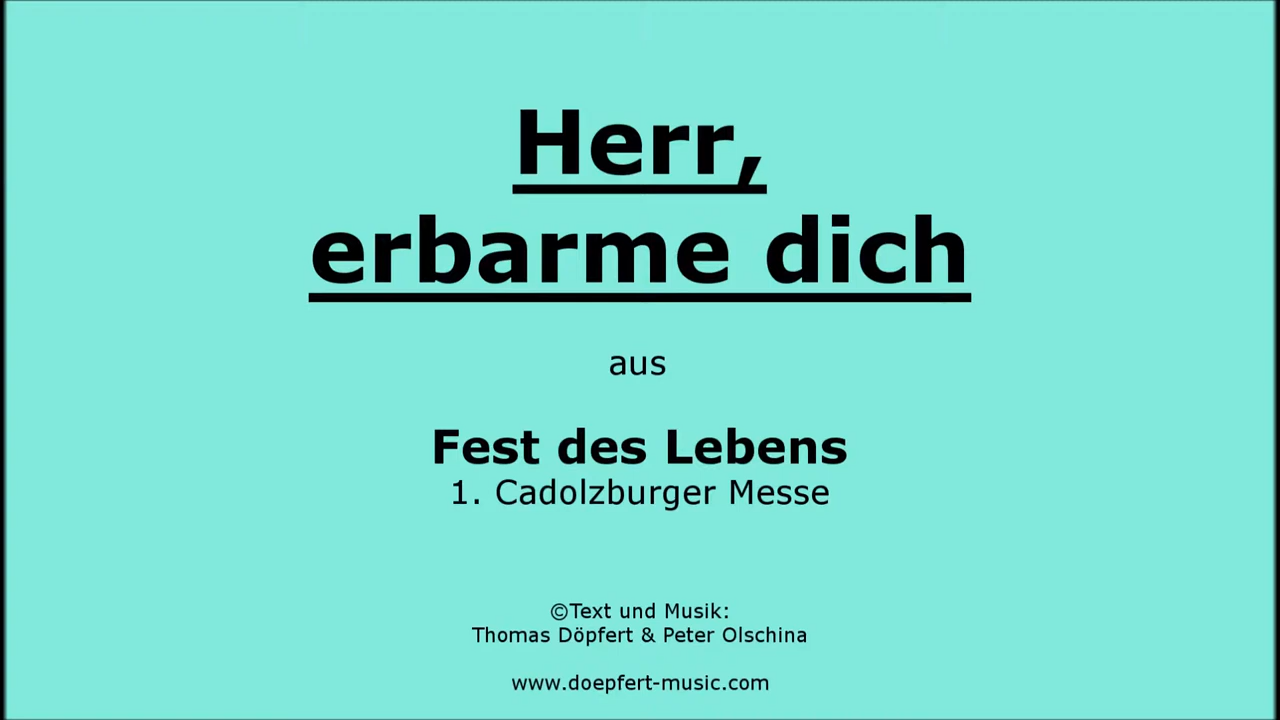 Herr,
erbarme dich
aus
Fest des Lebens
1. Cadolzburger Messe
©Text und Musik:
Thomas Döpfert & Peter Olschina
www.doepfert-music.com